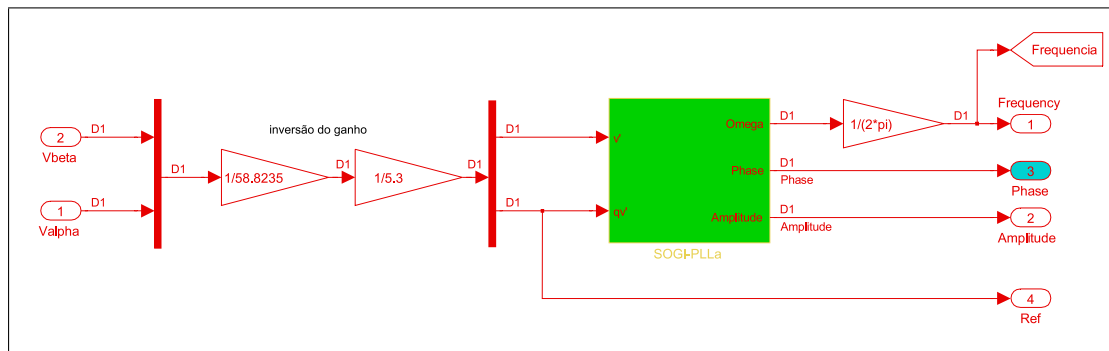 Frequencia
D1
2
Vbeta
D1
1
Valpha
D1
inversão do ganho
1/58.8235
D1
1/5.3
D1
D1
D1
v'
qv'
Omega
Phase
Amplitude
SOGI-PLLa
D1
1/(2*pi)
D1
Frequency
1
D1
Phase
3
Phase
D1
Amplitude
2
Amplitude
4
Ref